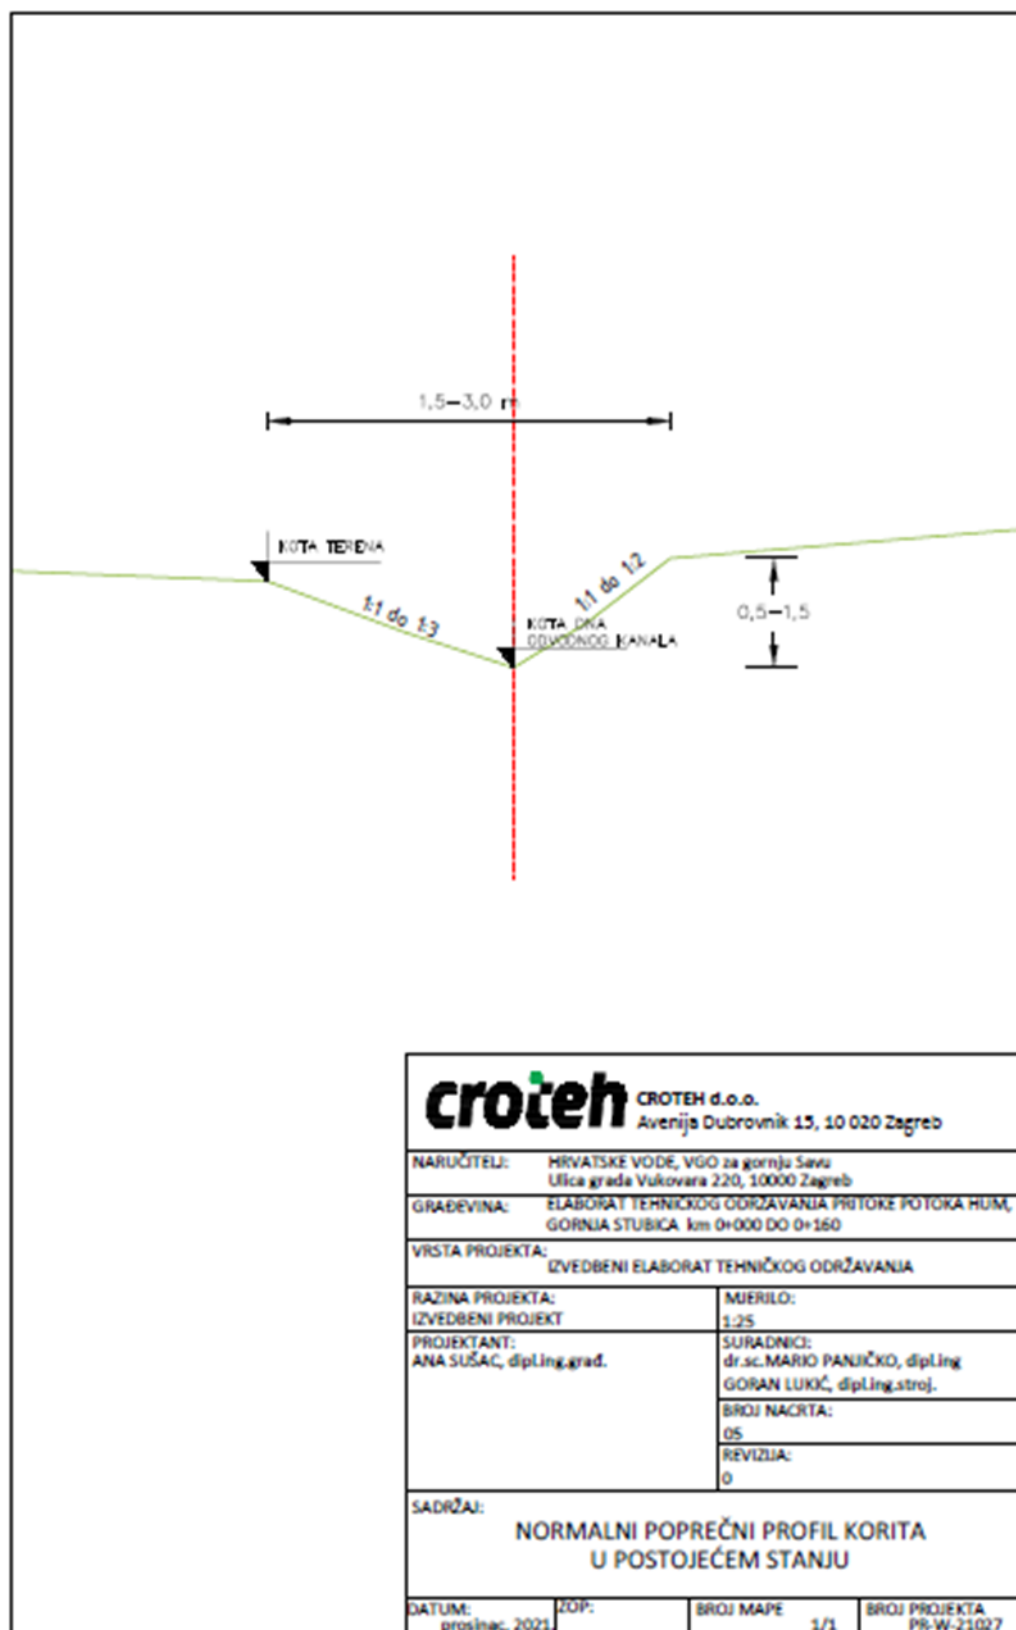 1,5-3,0 m
KOTA TERENA
1:1 do 1:3
1:1 do 1:2
KOTA DNA
ODVODNOG KANALA
0,5-1,5
croteh
CROTEH d.o.o.
Avenija Dubrovnik 15, 10 020 Zagreb
NARUČITELJ: HRVATSKE VODE, VGO za gornju Savu
Ulica grada Vukovara 220, 10000 Zagreb
GRAĐEVINA: ELABORAT TEHNIČKOG ODRŽAVANJA PRITOKE POTOKA HUM,
GORNJA STUBICA km 0+000 DO 0+160
VRSTA PROJEKTA:
IZVEDBENI ELABORAT TEHNIČKOG ODRŽAVANJA
RAZINA PROJEKTA:
IZVEDBENI PROJEKT
MJERILO:
1:25
PROJEKTANT:
ANA SUŠAC, dipl.ing.građ.
SURADNICI:
dr.sc.MARIO PANJIČKO, dipl.ing
GORAN LUKIĆ, dipl.ing.stroj.
BROJ NACRTA:
05
REVIZIJA:
0
SADRŽAJ:
NORMALNI POPREČNI PROFIL KORITA
U POSTOJEĆEM STANJU
DATUM:
prosinac, 2021.
ZOP:
BROJ MAPE
1/1
BROJ PROJEKTA
PR-W-21027